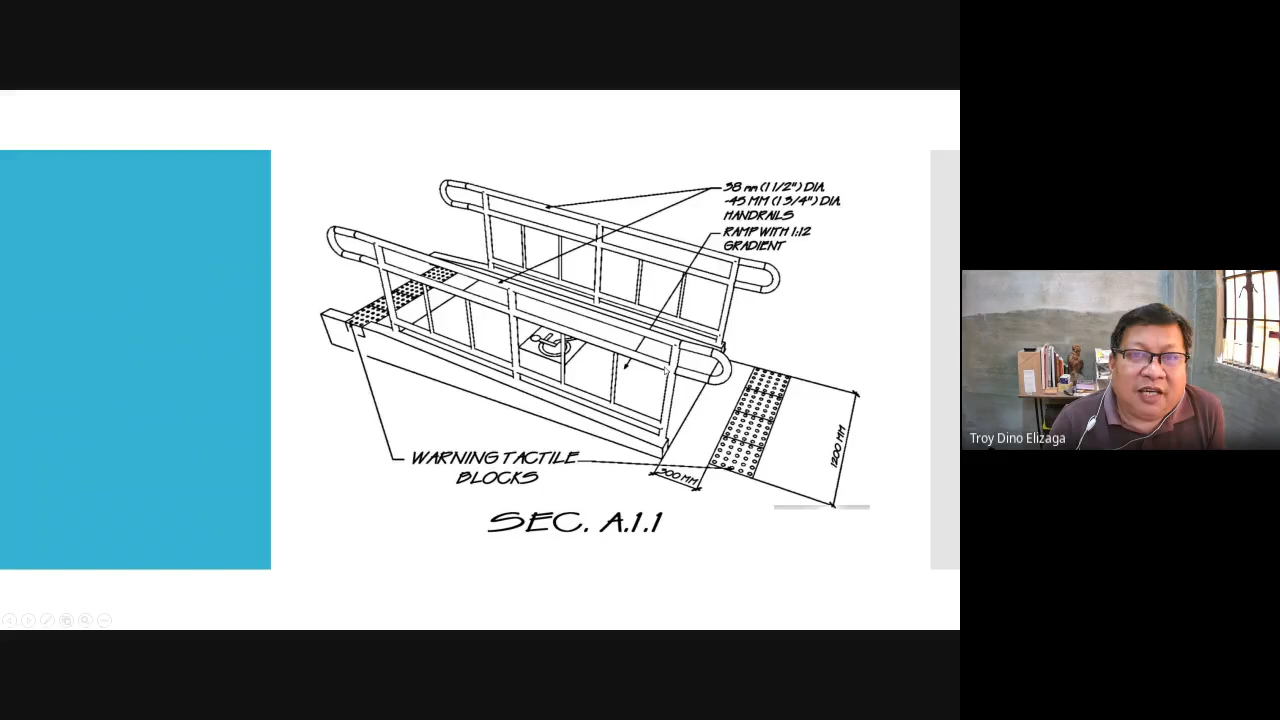 38 mm (1 1/2") DIA.
-45 MM (1 3/4") DIA.
HANDRAILS
RAMP WITH 1:12
GRADIENT
1200 MM
WARNING TACTILE
BLOCKS
300 MM
SEC. A.1.1
Troy Dino Elizaga